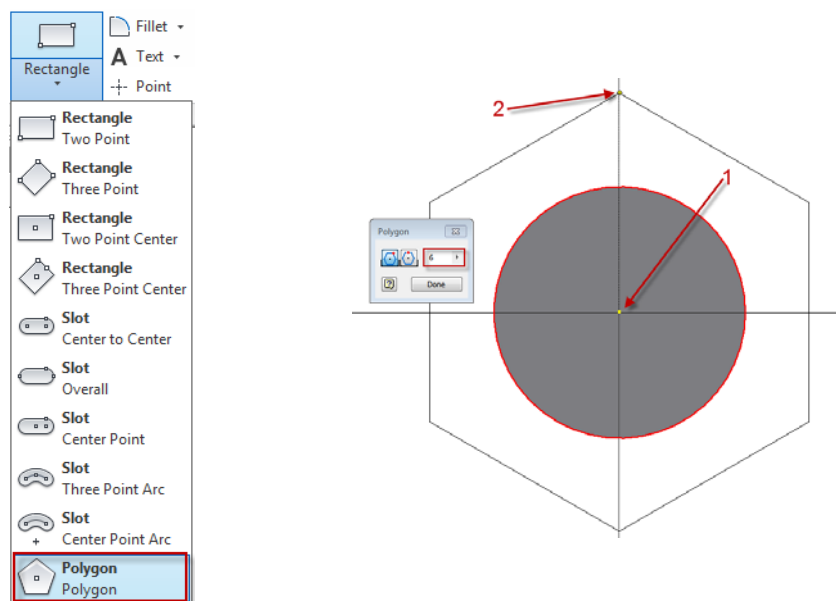 Rectangle
Fillet
A Text
Point
Rectangle
Two Point
Rectangle
Three Point
Rectangle
Two Point Center
Rectangle
Three Point Center
Slot
Center to Center
Slot
Overall
Slot
Center Point
Slot
Three Point Arc
Slot
Center Point Arc
Polygon
Polygon
2
1
Polygon
6
?
Done